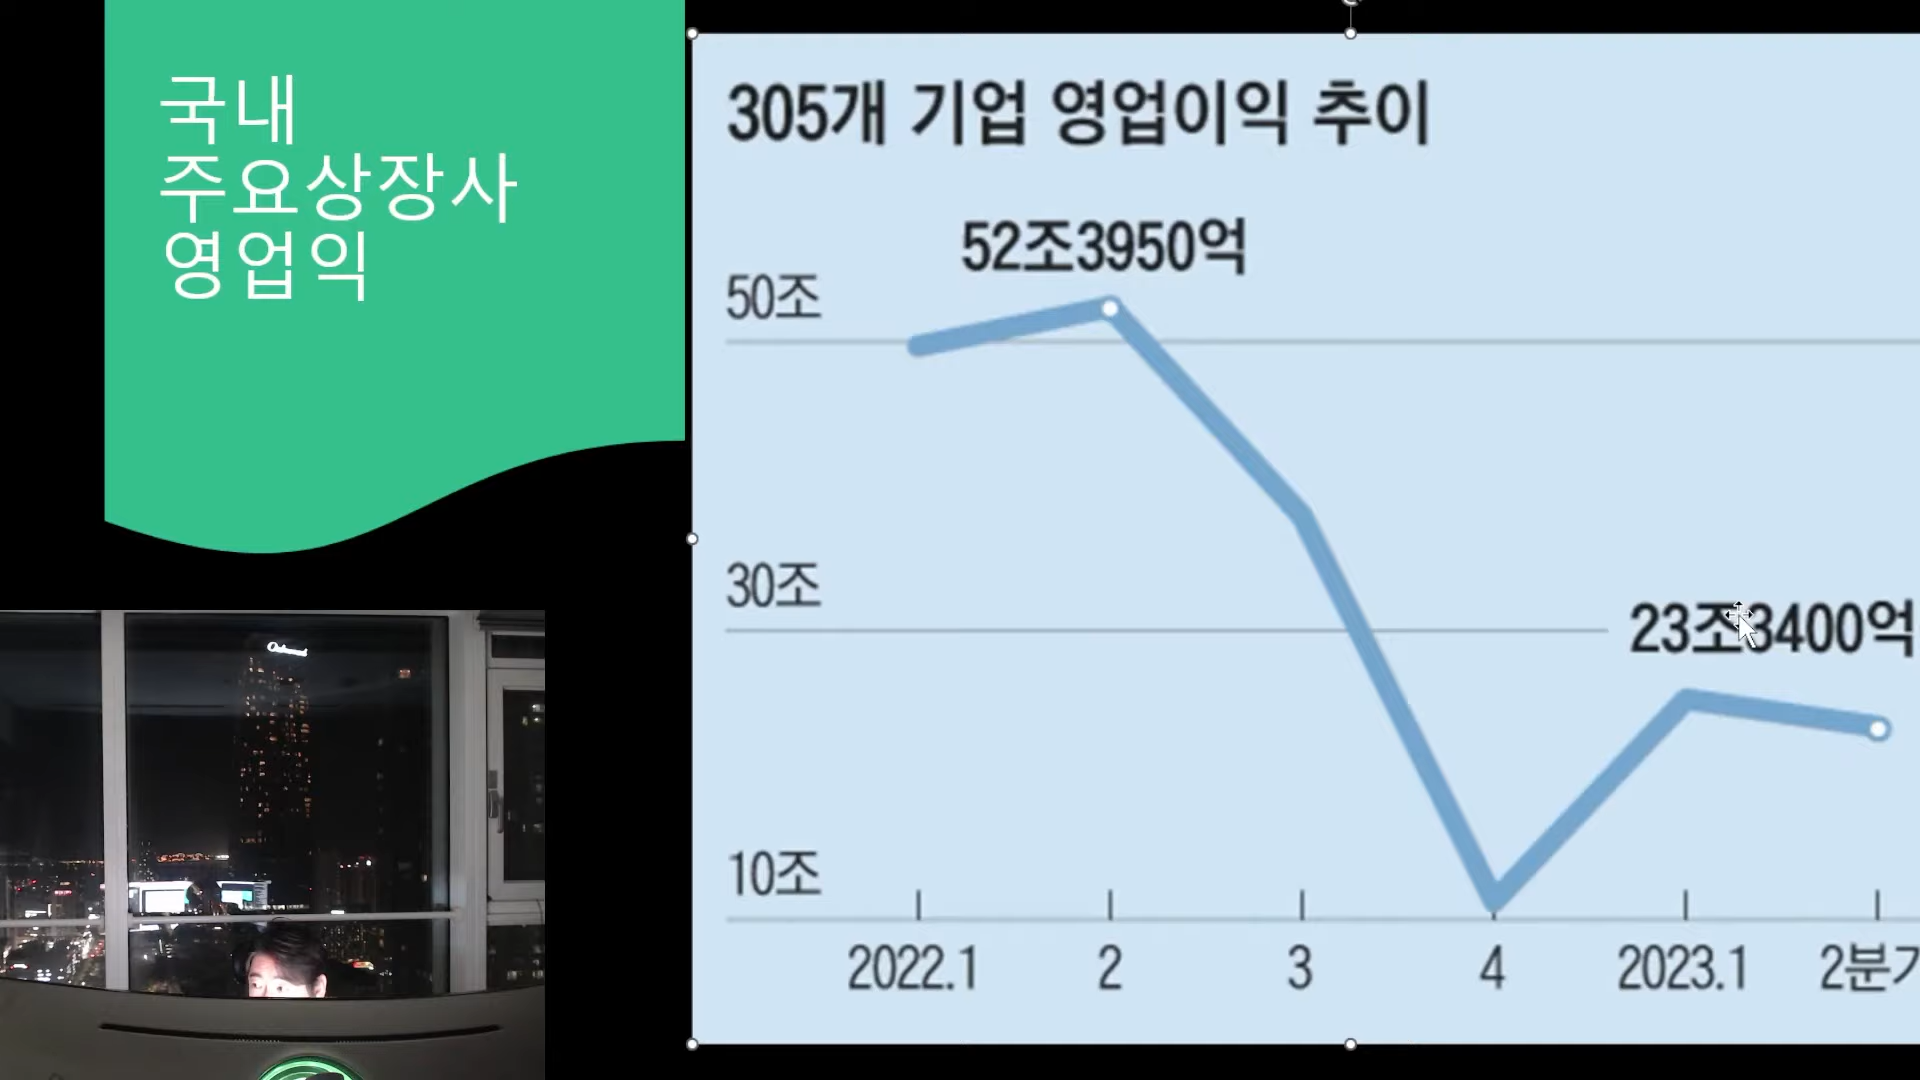 국내
주요상장사
영업익
305개 기업 영업이익 추이
52조3950억
50조
30조
23조3400억
10조
2022.1
2
3
4
2023.1
2분기